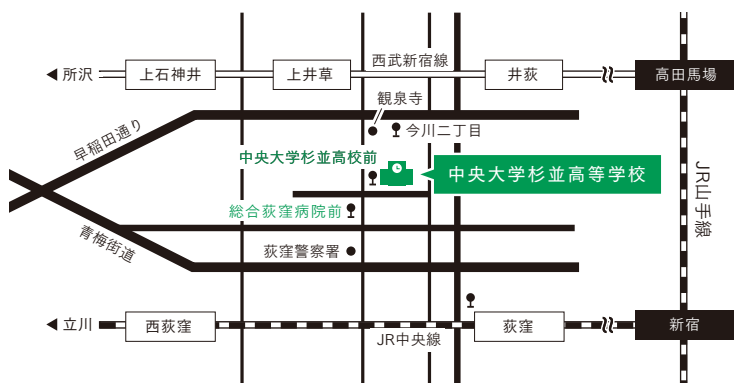 西武新宿線
所沢
上石神井
上井草
井荻
高田馬場
観泉寺
早稲田通り
今川二丁目
中央大学杉並高校前
中央大学杉並高等学校
JR山手線
総合荻窪病院前
青梅街道
荻窪警察署
立川
西荻窪
荻窪
新宿
JR中央線